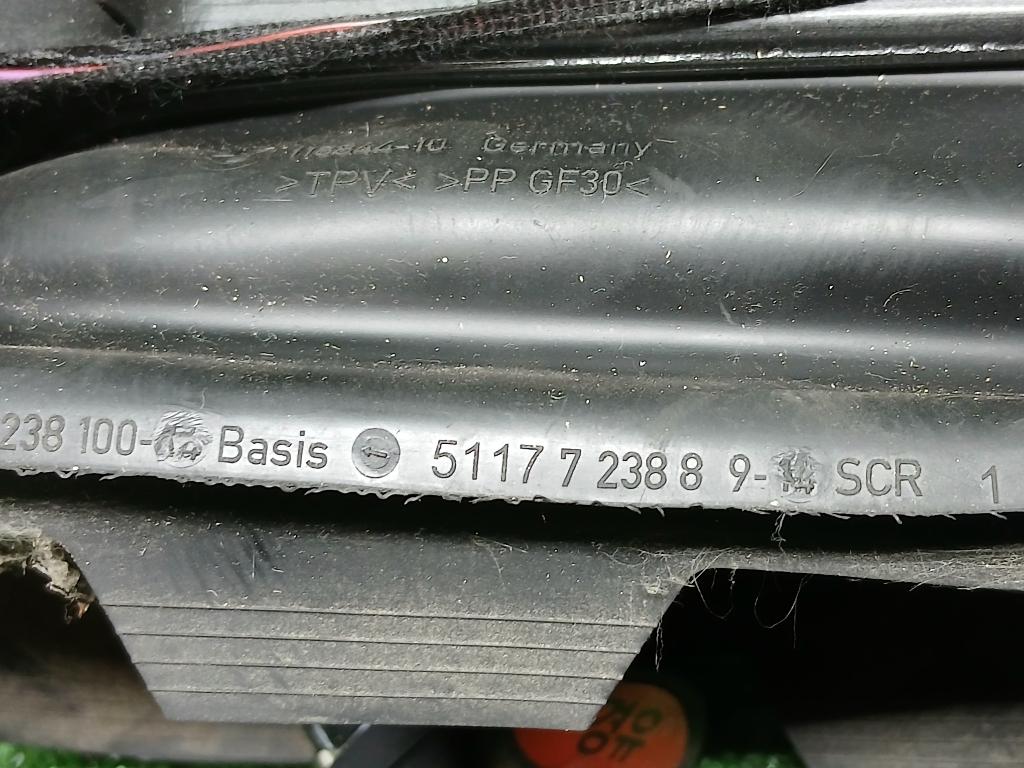 Germany
>TPV< >PP GF30<
238 100- Basis 5117 7 238 8 9- SCR 1